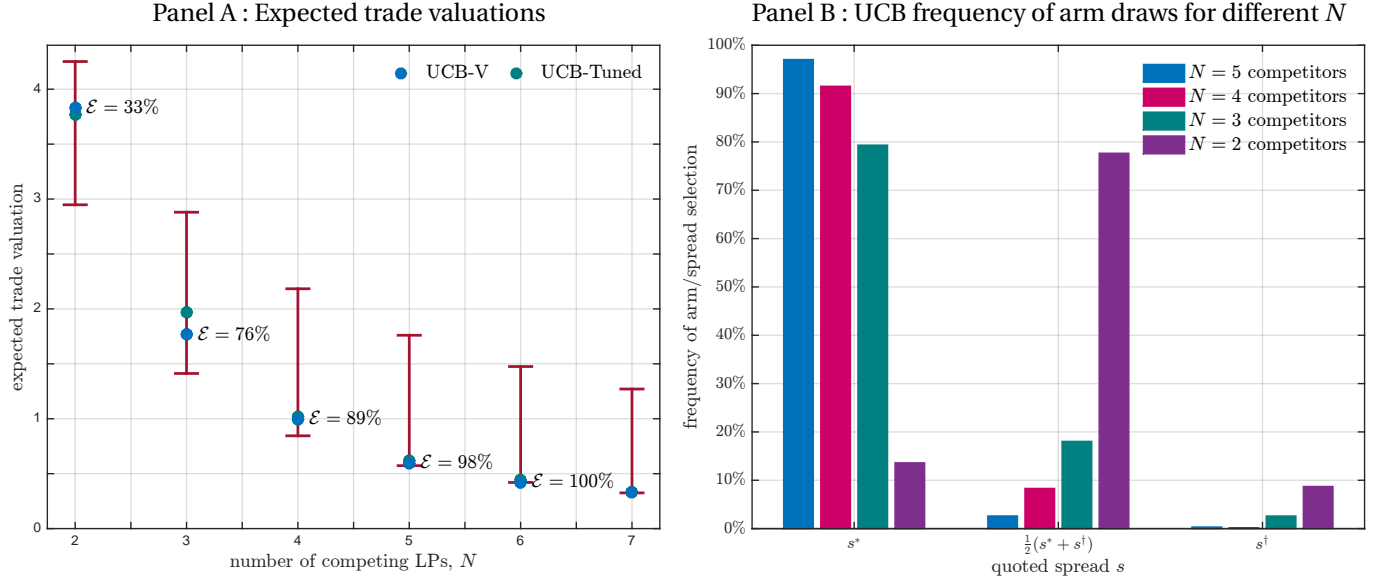 Panel A : Expected trade valuations
UCB-V
UCB-Tuned
ℰ = 33%
ℰ = 76%
ℰ = 89%
ℰ = 98%
ℰ = 100%
4
3
2
1
0
2
3
4
5
6
7
expected trade valuation
number of competing LPs, N
Panel B : UCB frequency of arm draws for different N
N = 5 competitors
N = 4 competitors
N = 3 competitors
N = 2 competitors
100%
90%
80%
70%
60%
50%
40%
30%
20%
10%
0%
s*
½(s* + s†)
s†
frequency of arm/spread selection
quoted spread s